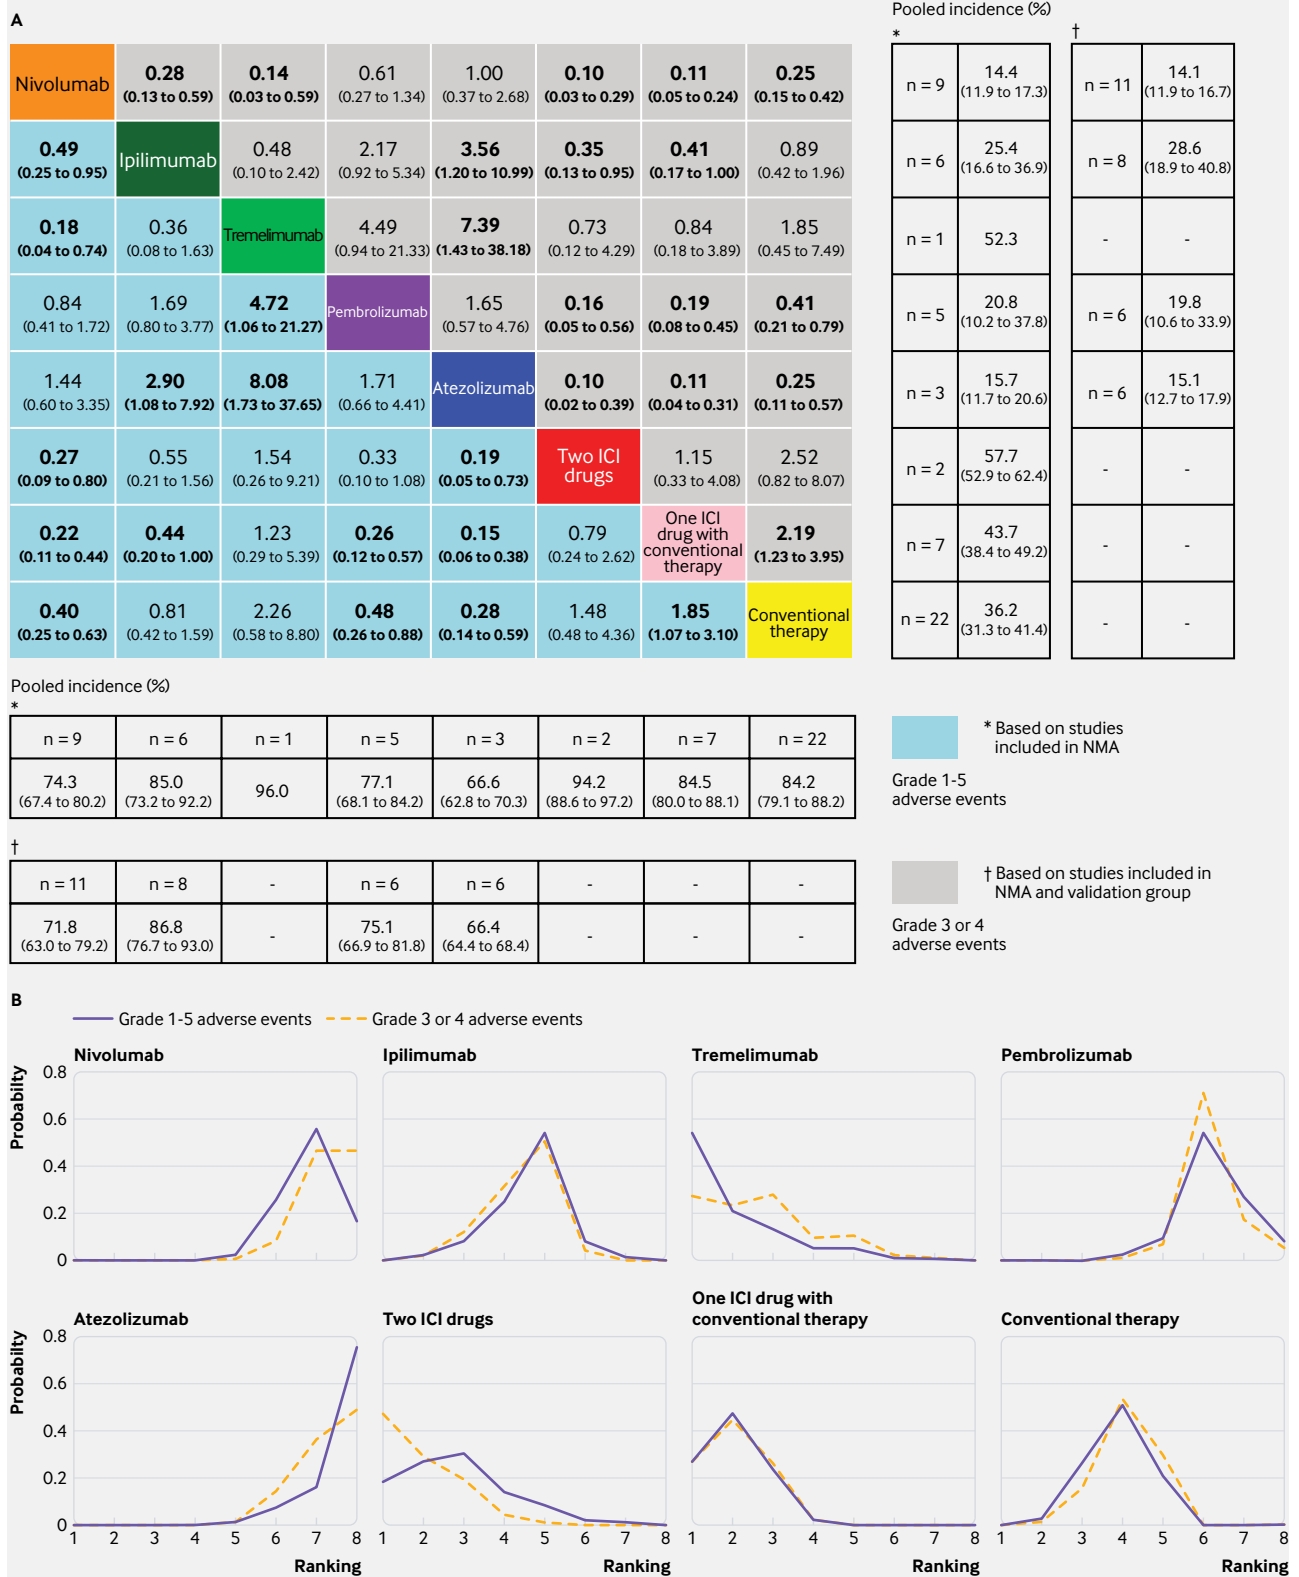 A
Pooled incidence (%)
* †
Nivolumab 0.28 0.14 0.61 1.00 0.10 0.11 0.25 n = 9 14.4 n = 11 14.1
(0.13 to 0.59) (0.03 to 0.59) (0.27 to 1.34) (0.37 to 2.68) (0.03 to 0.29) (0.05 to 0.24) (0.15 to 0.42) (11.9 to 17.3) (11.9 to 16.7)
0.49 Ipilimumab 0.48 2.17 3.56 0.35 0.41 0.89 n = 6 25.4 n = 8 28.6
(0.25 to 0.95) (0.10 to 2.42) (0.92 to 5.34) (1.20 to 10.99) (0.13 to 0.95) (0.17 to 1.00) (0.42 to 1.96) (16.6 to 36.9) (18.9 to 40.8)
0.18 0.36 Tremelimumab 4.49 7.39 0.73 0.84 1.85 n = 1 52.3 - -
(0.04 to 0.74) (0.08 to 1.63) (0.94 to 21.33) (1.43 to 38.18) (0.12 to 4.29) (0.18 to 3.89) (0.45 to 7.49)
0.84 1.69 4.72 Pembrolizumab 1.65 0.16 0.19 0.41 n = 5 20.8 n = 6 19.8
(0.41 to 1.72) (0.80 to 3.77) (1.06 to 21.27) (0.57 to 4.76) (0.05 to 0.56) (0.08 to 0.45) (0.21 to 0.79) (10.2 to 37.8) (10.6 to 33.9)
1.44 2.90 8.08 1.71 Atezolizumab 0.10 0.11 0.25 n = 3 15.7 n = 6 15.1
(0.60 to 3.35) (1.08 to 7.92) (1.73 to 37.65) (0.66 to 4.41) (0.02 to 0.39) (0.04 to 0.31) (0.11 to 0.57) (11.7 to 20.6) (12.7 to 17.9)
0.27 0.55 1.54 0.33 0.19 Two ICI drugs 1.15 2.52 n = 2 57.7 - -
(0.09 to 0.80) (0.21 to 1.56) (0.26 to 9.21) (0.10 to 1.08) (0.05 to 0.73) (0.33 to 4.08) (0.82 to 8.07) (52.9 to 62.4)
0.22 0.44 1.23 0.26 0.15 0.79 One ICI drug with conventional therapy 2.19 n = 7 43.7 - -
(0.11 to 0.44) (0.20 to 1.00) (0.29 to 5.39) (0.12 to 0.57) (0.06 to 0.38) (0.24 to 2.62) (1.23 to 3.95) (38.4 to 49.2)
0.40 0.81 2.26 0.48 0.28 1.48 1.85 Conventional therapy n = 22 36.2 - -
(0.25 to 0.63) (0.42 to 1.59) (0.58 to 8.80) (0.26 to 0.88) (0.14 to 0.59) (0.48 to 4.36) (1.07 to 3.10) (31.3 to 41.4)
Pooled incidence (%)
*
n = 9 n = 6 n = 1 n = 5 n = 3 n = 2 n = 7 n = 22
74.3 85.0 96.0 77.1 66.6 94.2 84.5 84.2
(67.4 to 80.2) (73.2 to 92.2) (68.1 to 84.2) (62.8 to 70.3) (88.6 to 97.2) (80.0 to 88.1) (79.1 to 88.2)
* Based on studies
included in NMA
Grade 1-5
adverse events
†
n = 11 n = 8 - n = 6 n = 6 - - -
71.8 86.8 - 75.1 66.4 - - -
(63.0 to 79.2) (76.7 to 93.0) (66.9 to 81.8) (64.4 to 68.4)
† Based on studies included in
NMA and validation group
Grade 3 or 4
adverse events
B
Grade 1-5 adverse events Grade 3 or 4 adverse events
Nivolumab Ipilimumab Tremelimumab Pembrolizumab
Probabilty
0.8
0.6
0.4
0.2
0
Atezolizumab Two ICI drugs One ICI drug with
conventional therapy Conventional therapy
Probabilty
0.8
0.6
0.4
0.2
0
1 2 3 4 5 6 7 8 1 2 3 4 5 6 7 8 1 2 3 4 5 6 7 8 1 2 3 4 5 6 7 8
Ranking Ranking Ranking Ranking